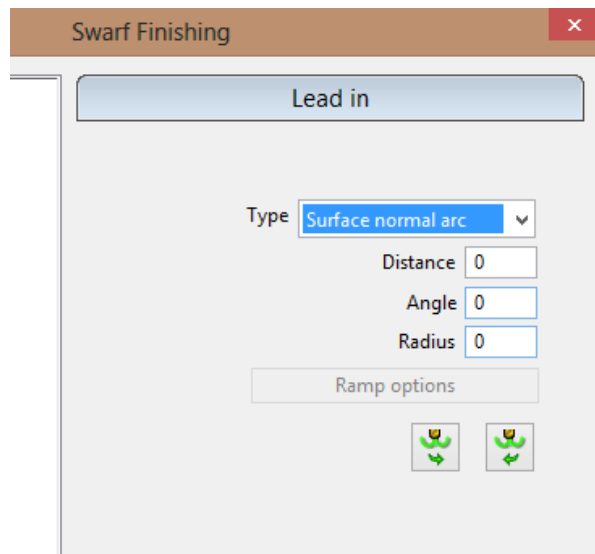 Swarf Finishing
Lead in
Type Surface normal arc
Distance 0
Angle 0
Radius 0
Ramp options